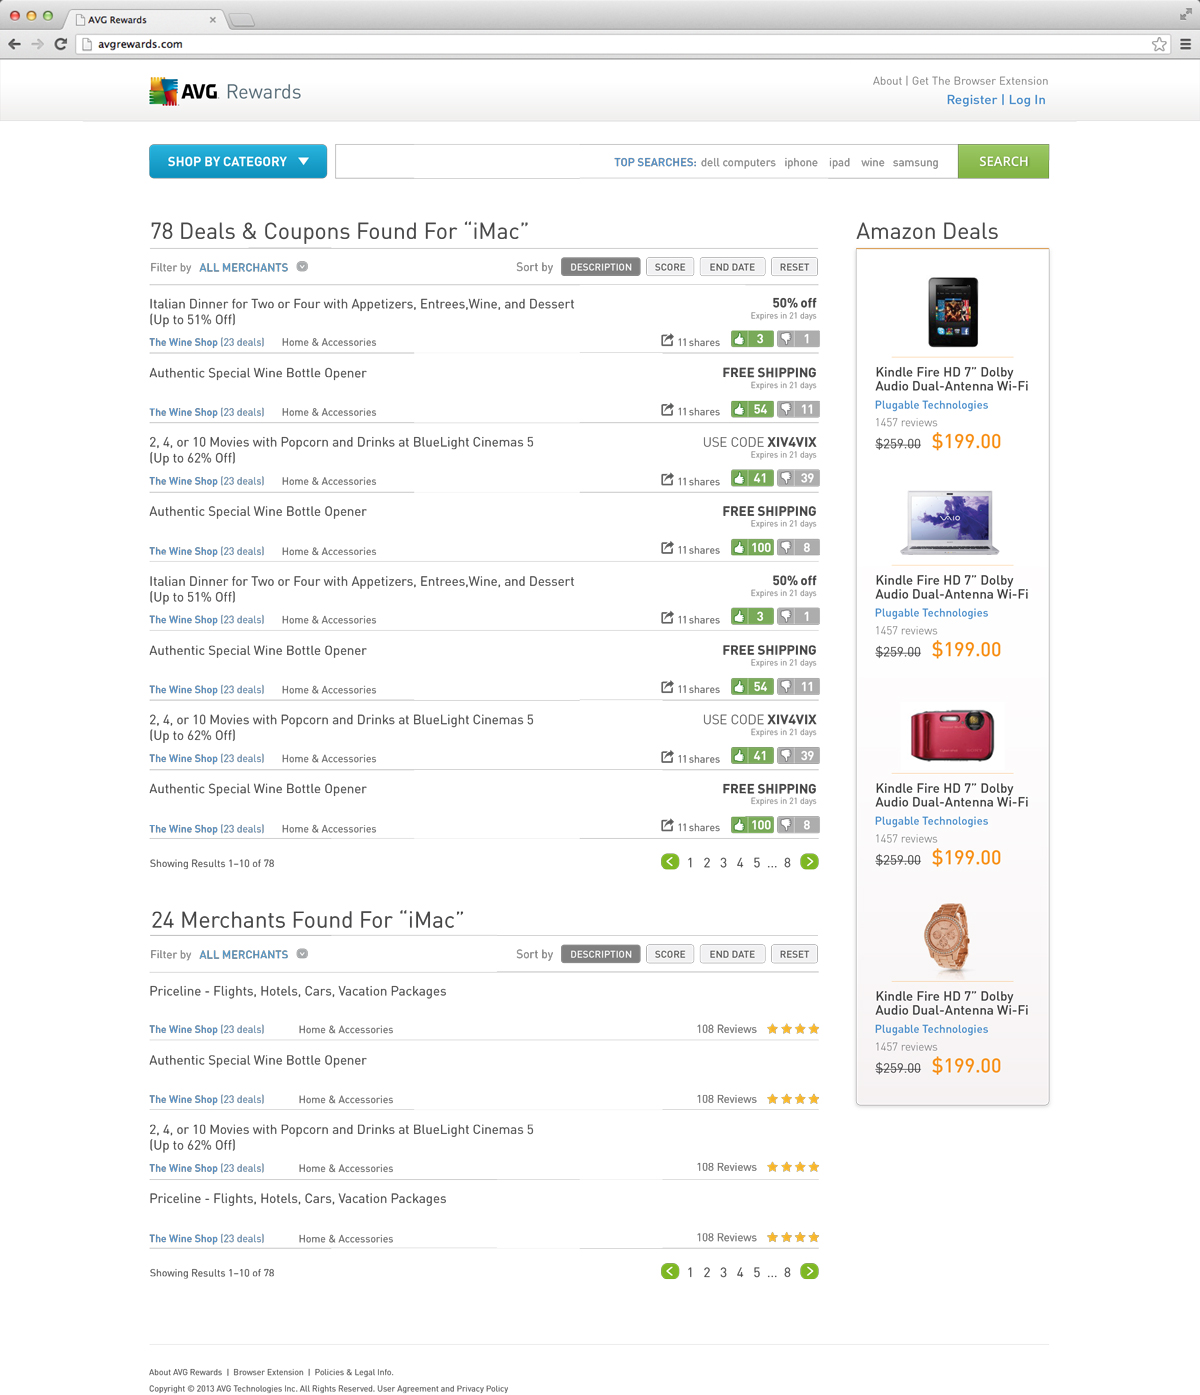 AVG Rewards
avgrewards.com
AVG Rewards
About | Get The Browser Extension
Register | Log In
SHOP BY CATEGORY
TOP SEARCHES: dell computers iphone ipad wine samsung
SEARCH
78 Deals & Coupons Found For “iMac”
Filter by ALL MERCHANTS
Sort by DESCRIPTION SCORE END DATE RESET
Italian Dinner for Two or Four with Appetizers, Entrees,Wine, and Dessert
(Up to 51% Off)
50% off
Expires in 21 days
The Wine Shop (23 deals) Home & Accessories 11 shares 3 1
Authentic Special Wine Bottle Opener
FREE SHIPPING
Expires in 21 days
The Wine Shop (23 deals) Home & Accessories 11 shares 54 11
2, 4, or 10 Movies with Popcorn and Drinks at BlueLight Cinemas 5
(Up to 62% Off)
USE CODE XIV4VIX
Expires in 21 days
The Wine Shop (23 deals) Home & Accessories 11 shares 41 39
Authentic Special Wine Bottle Opener
FREE SHIPPING
Expires in 21 days
The Wine Shop (23 deals) Home & Accessories 11 shares 100 8
Italian Dinner for Two or Four with Appetizers, Entrees,Wine, and Dessert
(Up to 51% Off)
50% off
Expires in 21 days
The Wine Shop (23 deals) Home & Accessories 11 shares 3 1
Authentic Special Wine Bottle Opener
FREE SHIPPING
Expires in 21 days
The Wine Shop (23 deals) Home & Accessories 11 shares 54 11
2, 4, or 10 Movies with Popcorn and Drinks at BlueLight Cinemas 5
(Up to 62% Off)
USE CODE XIV4VIX
Expires in 21 days
The Wine Shop (23 deals) Home & Accessories 11 shares 41 39
Authentic Special Wine Bottle Opener
FREE SHIPPING
Expires in 21 days
The Wine Shop (23 deals) Home & Accessories 11 shares 100 8
Showing Results 1–10 of 78
1 2 3 4 5 ... 8
24 Merchants Found For “iMac”
Filter by ALL MERCHANTS
Sort by DESCRIPTION SCORE END DATE RESET
Priceline - Flights, Hotels, Cars, Vacation Packages
The Wine Shop (23 deals) Home & Accessories 108 Reviews
Authentic Special Wine Bottle Opener
The Wine Shop (23 deals) Home & Accessories 108 Reviews
2, 4, or 10 Movies with Popcorn and Drinks at BlueLight Cinemas 5
(Up to 62% Off)
The Wine Shop (23 deals) Home & Accessories 108 Reviews
Priceline - Flights, Hotels, Cars, Vacation Packages
The Wine Shop (23 deals) Home & Accessories 108 Reviews
Showing Results 1–10 of 78
1 2 3 4 5 ... 8
Amazon Deals
Kindle Fire HD 7” Dolby
Audio Dual-Antenna Wi-Fi
Plugable Technologies
1457 reviews
$259.00 $199.00
VAIO
Kindle Fire HD 7” Dolby
Audio Dual-Antenna Wi-Fi
Plugable Technologies
1457 reviews
$259.00 $199.00
Kindle Fire HD 7” Dolby
Audio Dual-Antenna Wi-Fi
Plugable Technologies
1457 reviews
$259.00 $199.00
Kindle Fire HD 7” Dolby
Audio Dual-Antenna Wi-Fi
Plugable Technologies
1457 reviews
$259.00 $199.00
About AVG Rewards | Browser Extension | Policies & Legal Info.
Copyright © 2013 AVG Technologies Inc. All Rights Reserved. User Agreement and Privacy Policy